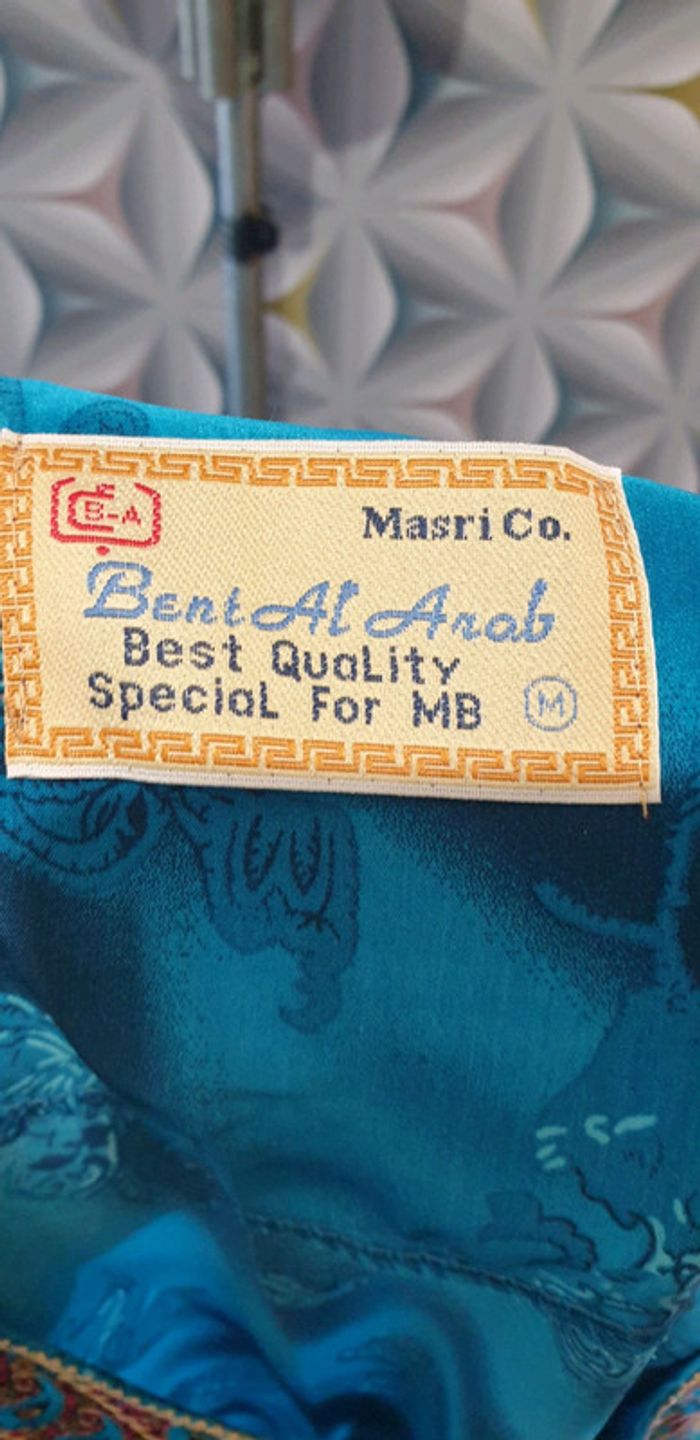 B-A
Masri Co.
Bent Al Arab
Best Quality
Special For MB
M